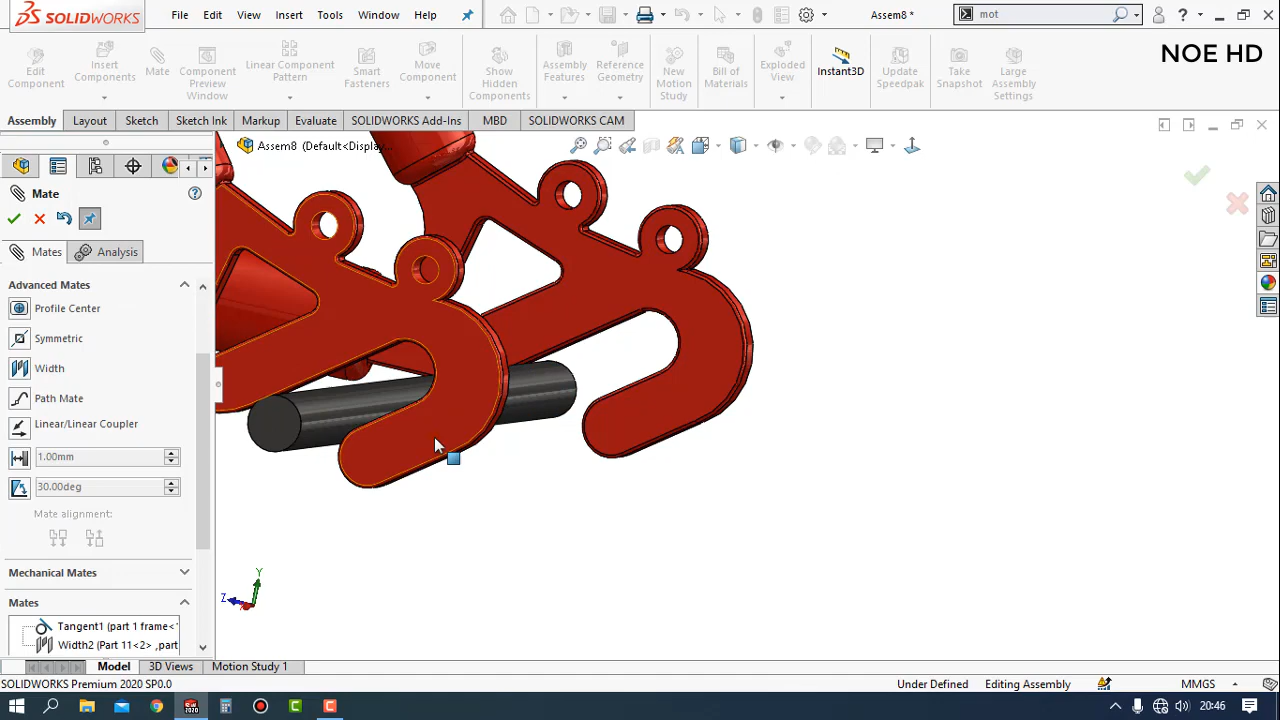 SOLIDWORKS File Edit View Insert Tools Window Help Assem8 * mot ?
Edit Component
Insert Components
Mate
Component Preview Window
Linear Component Pattern
Smart Fasteners
Move Component
Show Hidden Components
Assembly Features
Reference Geometry
New Motion Study
Bill of Materials
Exploded View
Instant3D
Update Speedpak
Take Snapshot
Large Assembly Settings
NOE HD
Assembly Layout Sketch Sketch Ink Markup Evaluate SOLIDWORKS Add-Ins MBD SOLIDWORKS CAM
Assem8 (Default<Display...
Mate
Mates Analysis
Advanced Mates
Profile Center
Symmetric
Width
Path Mate
Linear/Linear Coupler
1.00mm
30.00deg
Mate alignment:
Mechanical Mates
Mates
Tangent1 (part 1 frame<
Width2 (Part 11<2> ,part
Y
Z
Model 3D Views Motion Study 1
SOLIDWORKS Premium 2020 SP0.0 Under Defined Editing Assembly MMGS
20:46